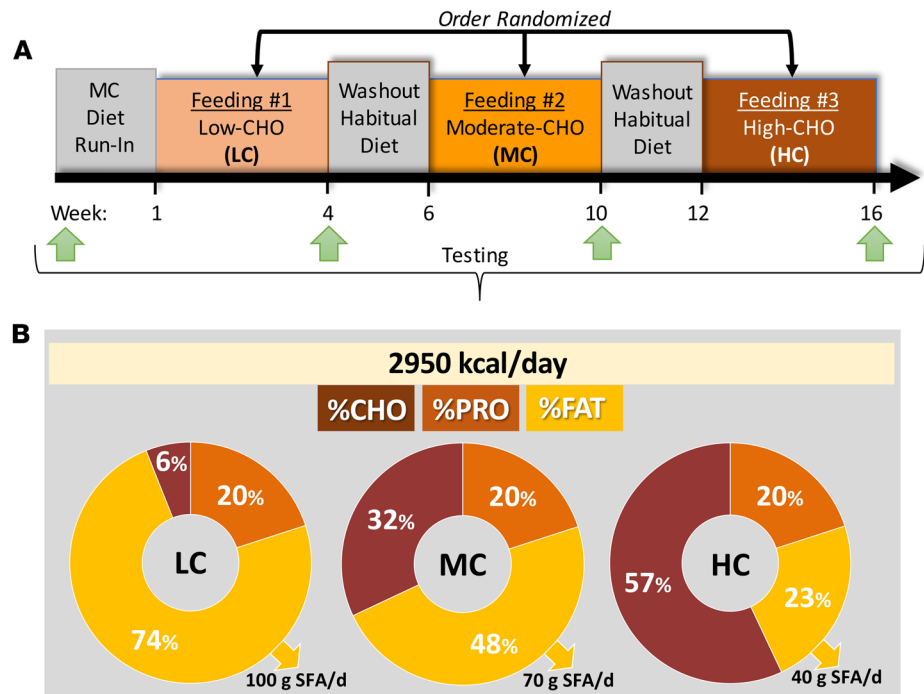 Order Randomized
A
MC
Diet
Run-In
Feeding #1
Low-CHO
(LC)
Washout
Habitual
Diet
Feeding #2
Moderate-CHO
(MC)
Washout
Habitual
Diet
Feeding #3
High-CHO
(HC)
Week: 1 4 6 10 12 16
Testing
B
2950 kcal/day
%CHO %PRO %FAT
6%
20%
LC
74%
100 g SFA/d
32%
20%
MC
48%
70 g SFA/d
20%
57%
HC
23%
40 g SFA/d